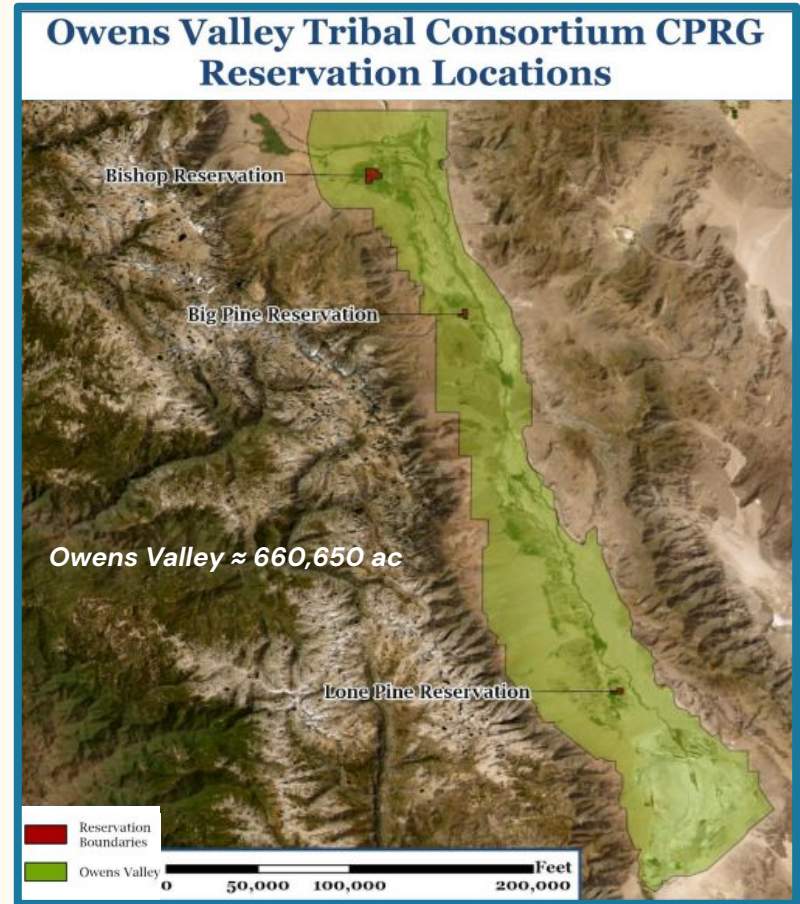 Owens Valley Tribal Consortium CPRG
Reservation Locations
Bishop Reservation
Big Pine Reservation
Owens Valley ≈ 660,650 ac
Lone Pine Reservation
Reservation
Boundaries
Owens Valley
Feet
0 50,000 100,000 200,000